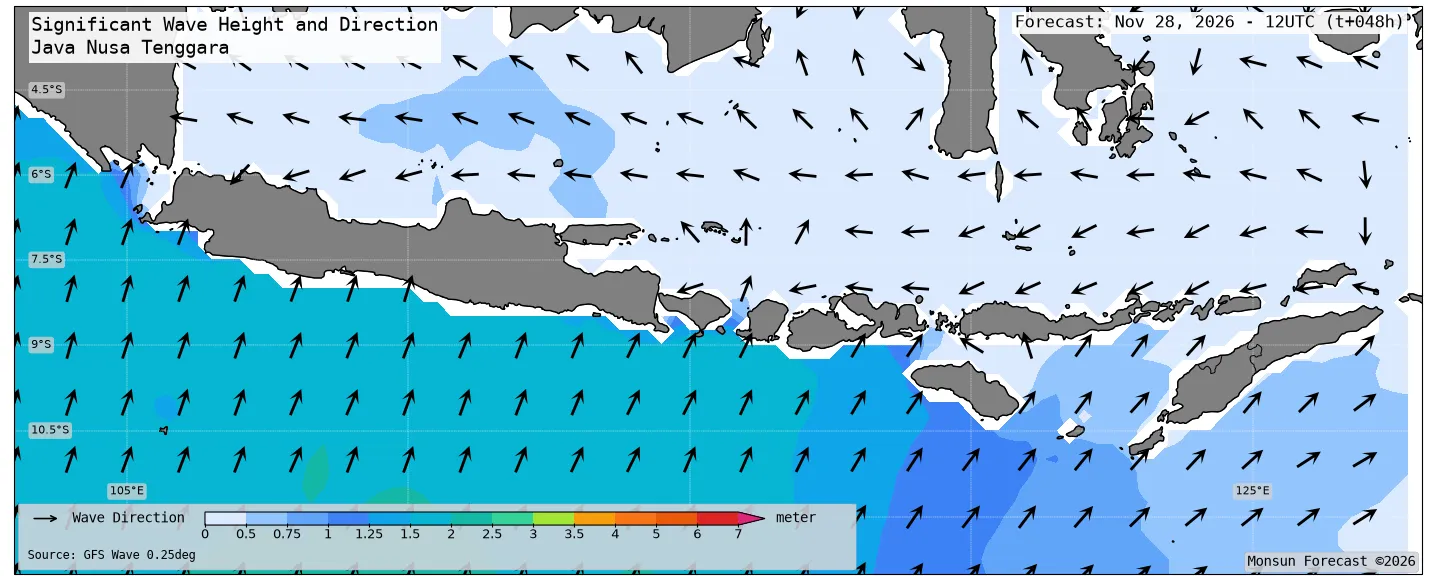 Significant Wave Height and Direction
Java Nusa Tenggara
Forecast: Nov 28, 2026 - 12UTC (t+048h)
4.5°S
6°S
7.5°S
9°S
10.5°S
105°E
125°E
Wave Direction
meter
0 0.5 0.75 1 1.25 1.5 2 2.5 3 3.5 4 5 6 7
Source: GFS Wave 0.25deg
Monsun Forecast ©2026